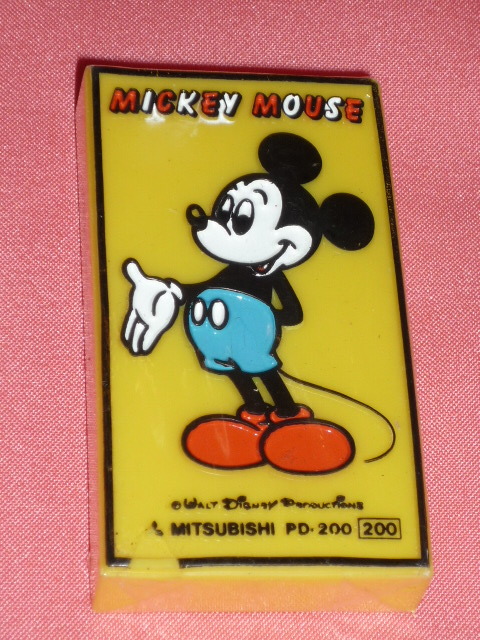 MICKEY MOUSE
© WALT DISNEY PRODUCTIONS
MITSUBISHI PD-200 200